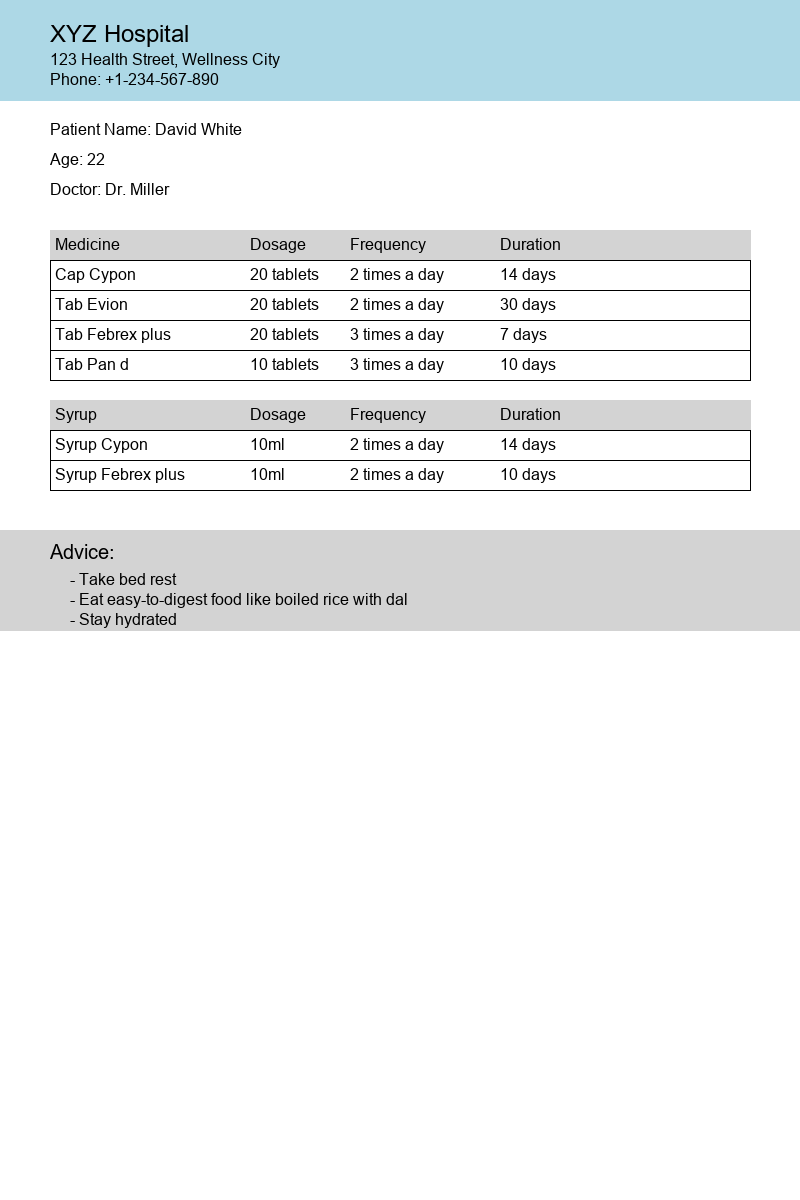 XYZ Hospital
123 Health Street, Wellness City
Phone: +1-234-567-890
Patient Name: David White
Age: 22
Doctor: Dr. Miller
Medicine Dosage Frequency Duration
Cap Cypon 20 tablets 2 times a day 14 days
Tab Evion 20 tablets 2 times a day 30 days
Tab Febrex plus 20 tablets 3 times a day 7 days
Tab Pan d 10 tablets 3 times a day 10 days
Syrup Dosage Frequency Duration
Syrup Cypon 10ml 2 times a day 14 days
Syrup Febrex plus 10ml 2 times a day 10 days
Advice:
- Take bed rest
- Eat easy-to-digest food like boiled rice with dal
- Stay hydrated